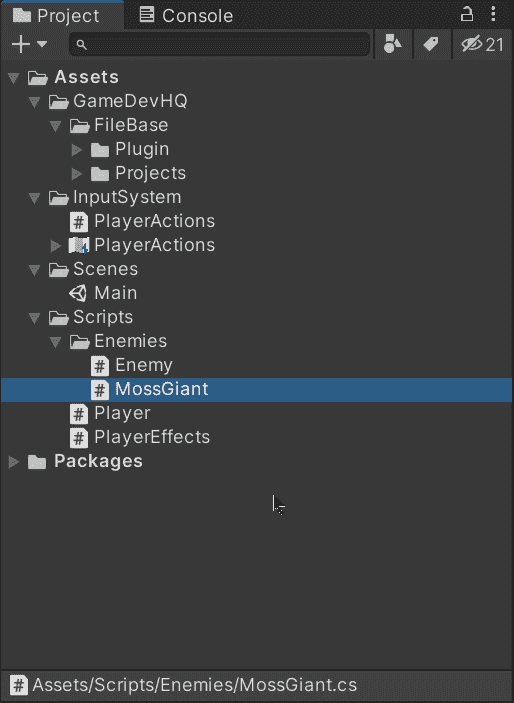 Project Console
21
Assets
GameDevHQ
FileBase
Plugin
Projects
InputSystem
PlayerActions
PlayerActions
Scenes
Main
Scripts
Enemies
Enemy
MossGiant
Player
PlayerEffects
Packages
Assets/Scripts/Enemies/MossGiant.cs